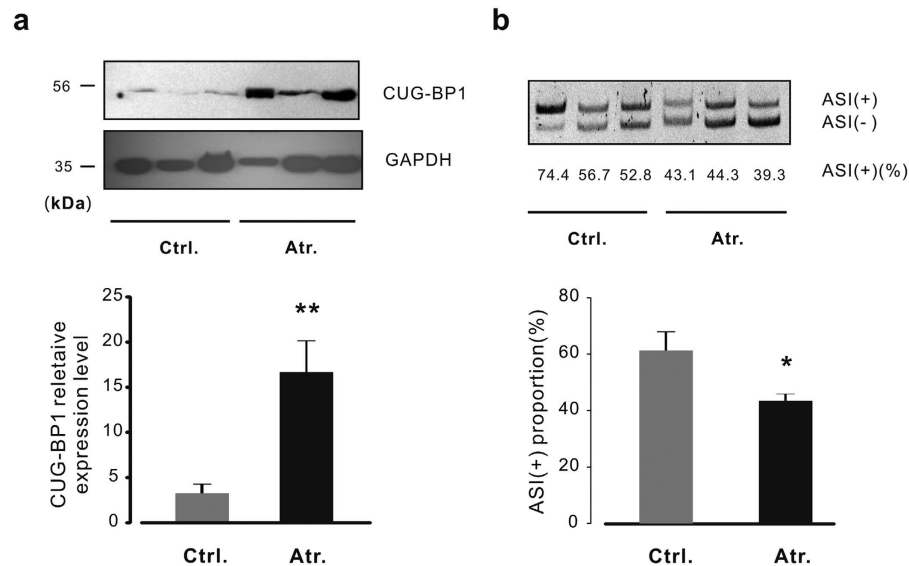 a
56
CUG-BP1
35
GAPDH
(kDa)
Ctrl. Atr.
CUG-BP1 reletaive
expression level
25
20
15
10
5
0
**
Ctrl. Atr.
b
ASI(+)
ASI(-)
74.4 56.7 52.8 43.1 44.3 39.3 ASI(+)(%)
Ctrl. Atr.
ASI(+) proportion(%)
80
60
40
20
0
*
Ctrl. Atr.